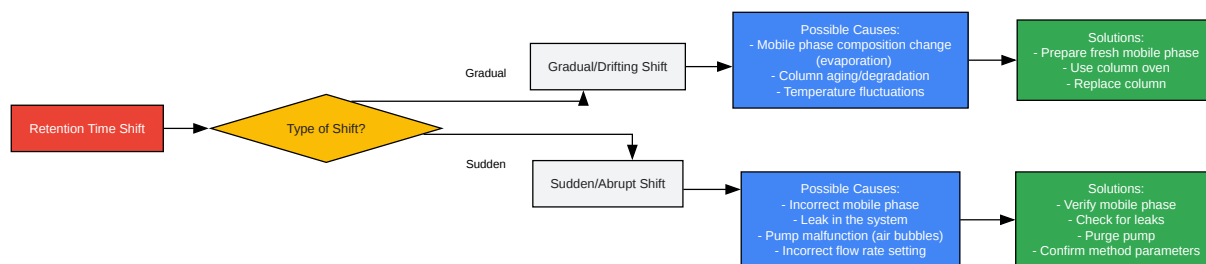 Retention Time Shift
Type of Shift?
Gradual
Gradual/Drifting Shift
Possible Causes:
- Mobile phase composition change
(evaporation)
- Column aging/degradation
- Temperature fluctuations
Solutions:
- Prepare fresh mobile phase
- Use column oven
- Replace column
Sudden
Sudden/Abrupt Shift
Possible Causes:
- Incorrect mobile phase
- Leak in the system
- Pump malfunction (air bubbles)
- Incorrect flow rate setting
Solutions:
- Verify mobile phase
- Check for leaks
- Purge pump
- Confirm method parameters